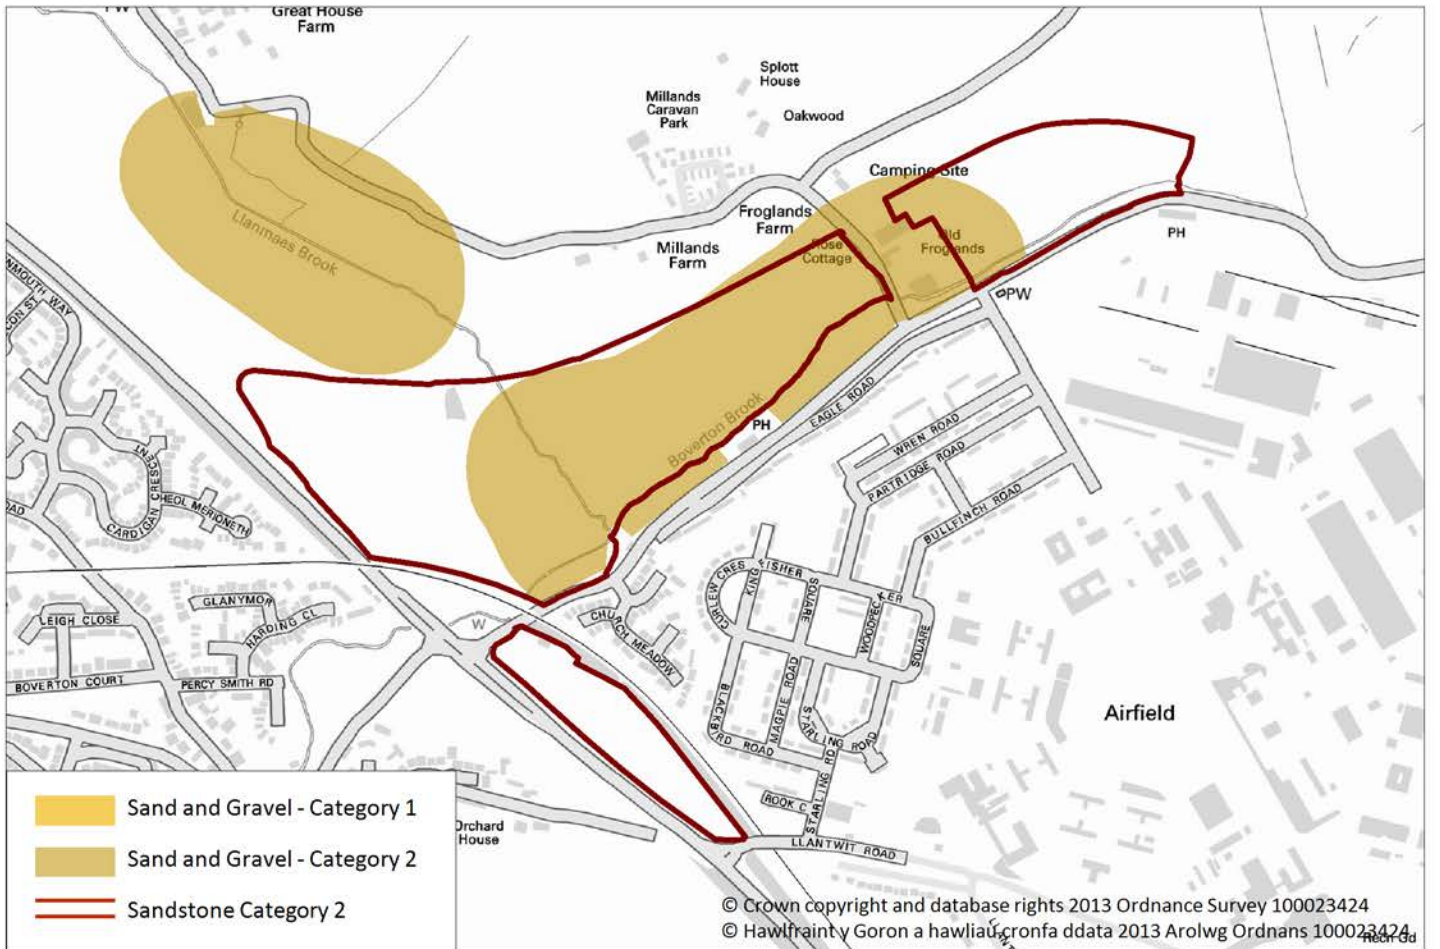 Great House
Farm
Splott
House
Millands
Caravan
Park
Oakwood
Camping Site
Froglands
Farm
Old
Froglands
Rose
Cottage
Millands
Farm
PH
PW
Llanmaes Brook
Boverton Brook
PH
EAGLE ROAD
WREN ROAD
PARTRIDGE ROAD
BULLFINCH ROAD
CARDIGAN CRESCENT
HEOL MERIONETH
GLANYMOR
LEIGH CLOSE
HARDING CL
BOVERTON COURT
PERCY SMITH RD
W
CHURCH MEADOW
CURLEW CRES
KING
FISHER
SQUARE
WOODPEC
KER
SQUARE
BLACKBIRD ROAD
MAGPIE ROAD
STARLING ROAD
STARLING RD
ROOK C
LLANTWIT ROAD
Airfield
Orchard
House
Sand and Gravel - Category 1
Sand and Gravel - Category 2
Sandstone Category 2
© Crown copyright and database rights 2013 Ordnance Survey 100023424
© Hawlfraint y Goron a hawliau cronfa ddata 2013 Arolwg Ordnans 100023424